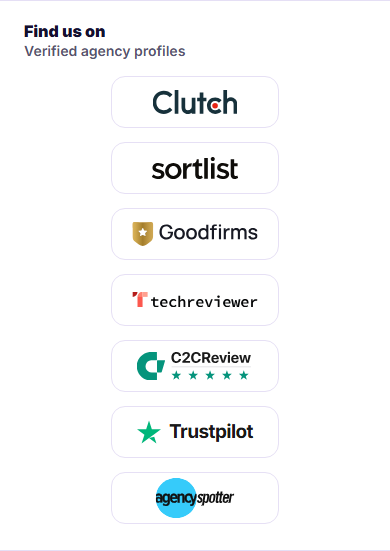 Find us on
Verified agency profiles
Clutch
sortlist
Goodfirms
techreviewer
C2CReview
Trustpilot
agencyspotter